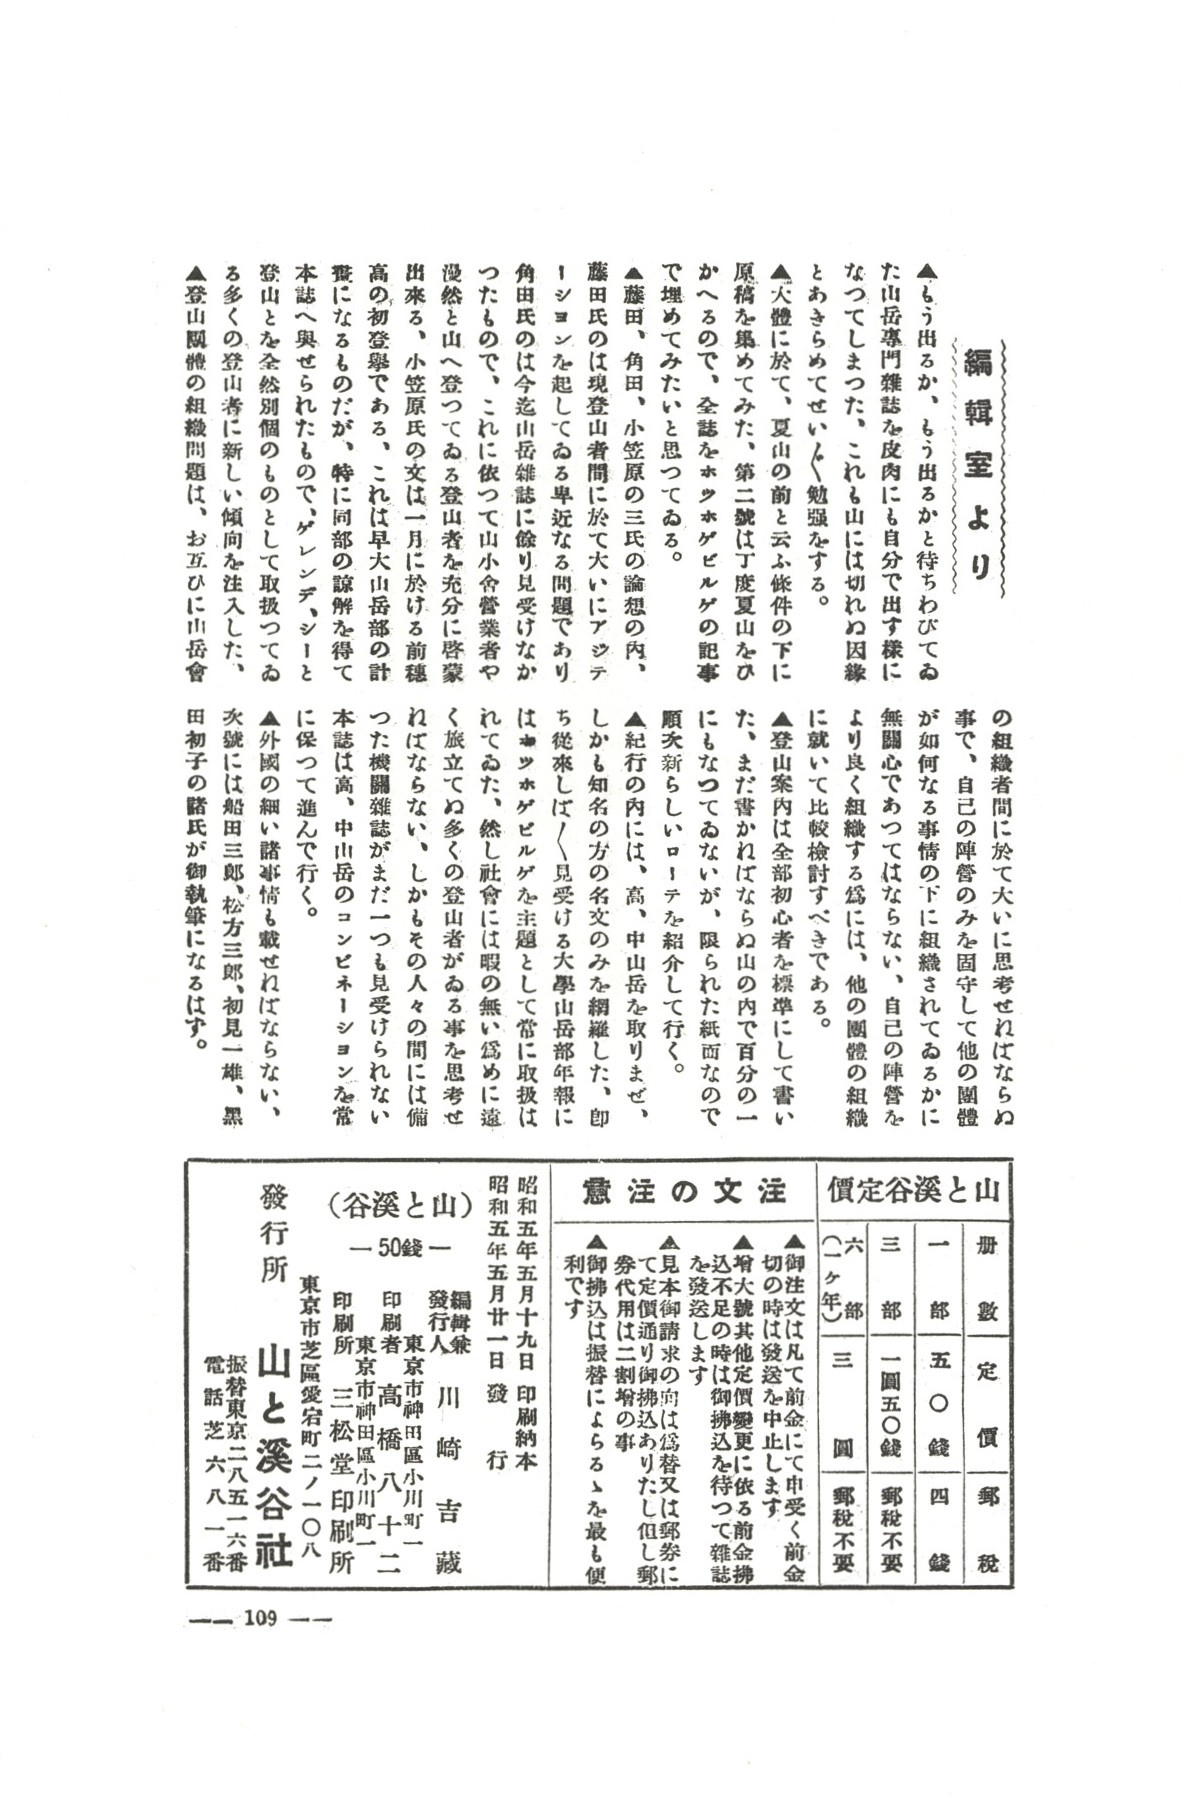 編輯室より
▲もう出るか、もう出るかと待ちわびてゐ
た山岳專門雜誌を皮肉にも自分で出す樣に
なつてしまつた、これも山には切れぬ因緣
とあきらめてせい〲勉强をする。
▲大體に於て、夏山の前と云ふ條件の下に
原稿を集めてみた、第二號は丁度夏山をひ
かへるので、全誌をホツホゲビルゲの記事
で埋めてみたいと思つてゐる。
▲藤田、角田、小笠原の三氏の論想の內、
藤田氏のは現登山者間に於て大いにアジテ
ーシヨンを起してゐる卑近なる問題であり
角田氏のは今迄山岳雜誌に餘り見受けなか
つたもので、これに依つて山小舍營業者や
漫然と山へ登つてゐる登山者を充分に啓蒙
出來る、小笠原氏の文は一月に於ける前穗
高の初登擧である、これは早大山岳部の計
畫になるものだが、特に同部の諒解を得て
本誌へ與せられたもので、ゲレンデ、シーと
登山とを全然別個のものとして取扱つてゐ
る多くの登山者に新しい傾向を注入した、
▲登山團體の組織問題は、お互ひに山岳會
の組織者間に於て大いに思考せねばならぬ
事で、自己の陣營のみを固守して他の團體
が如何なる事情の下に組織されてゐるかに
無關心であつてはならない、自己の陣營を
より良く組織する爲には、他の團體の組織
に就いて比較檢討すべきである。
▲登山案內は全部初心者を標準にして書い
た、まだ書かねばならぬ山の內で百分の一
にもなつてゐないが、限られた紙面なので
順次新らしいローテを紹介して行く。
▲紀行の內には、高、中山岳を取りまぜ、
しかも知名の方の名文のみを網羅した、卽
ち從來しば〱見受ける大學山岳部年報に
はホツホゲビルゲを主題として常に取扱は
れてゐた、然し社會には暇の無い爲めに遠
く旅立てぬ多くの登山者がゐる事を思考せ
ねばならない、しかもその人々の間には備
つた機關雜誌がまだ一つも見受けられない
本誌は高、中山岳のコンビネーシヨンを常
に保つて進んで行く。
▲外國の細い諸事情も載せねばならない、
次號には船田三郞、松方三郞、初見一雄、黑
田初子の諸氏が御執筆になるはず。
山と溪谷定價
册數 定價 郵稅
一部 五〇錢 四錢
三部 一圓五〇錢 郵稅不要
六部(一ケ年) 三圓 郵稅不要
注文の注意
▲御注文は凡て前金にて申受く前金
切の時は發送を中止します
▲增大號其他定價變更に依る前金拂
込不足の時は御拂込を待つて雜誌
を發送します
▲見本御請求の向は爲替又は郵券に
て定價通り御拂込ありたし但し郵
券代用は二割增の事
▲御拂込は振替によらるゝを最も便
利です
昭和五年五月十九日 印刷納本
昭和五年五月廿一日 發行
(山と溪谷)
—50錢—
編輯兼
發行人 川崎吉藏
東京市神田區小川町一
印刷者 高橋八十二
東京市神田區小川町一
印刷所 三松堂印刷所
東京市芝區愛宕町二ノ一〇八
發行所 山と溪谷社
振替東京二八五一六番
電話芝六八一番
—— 109 ——